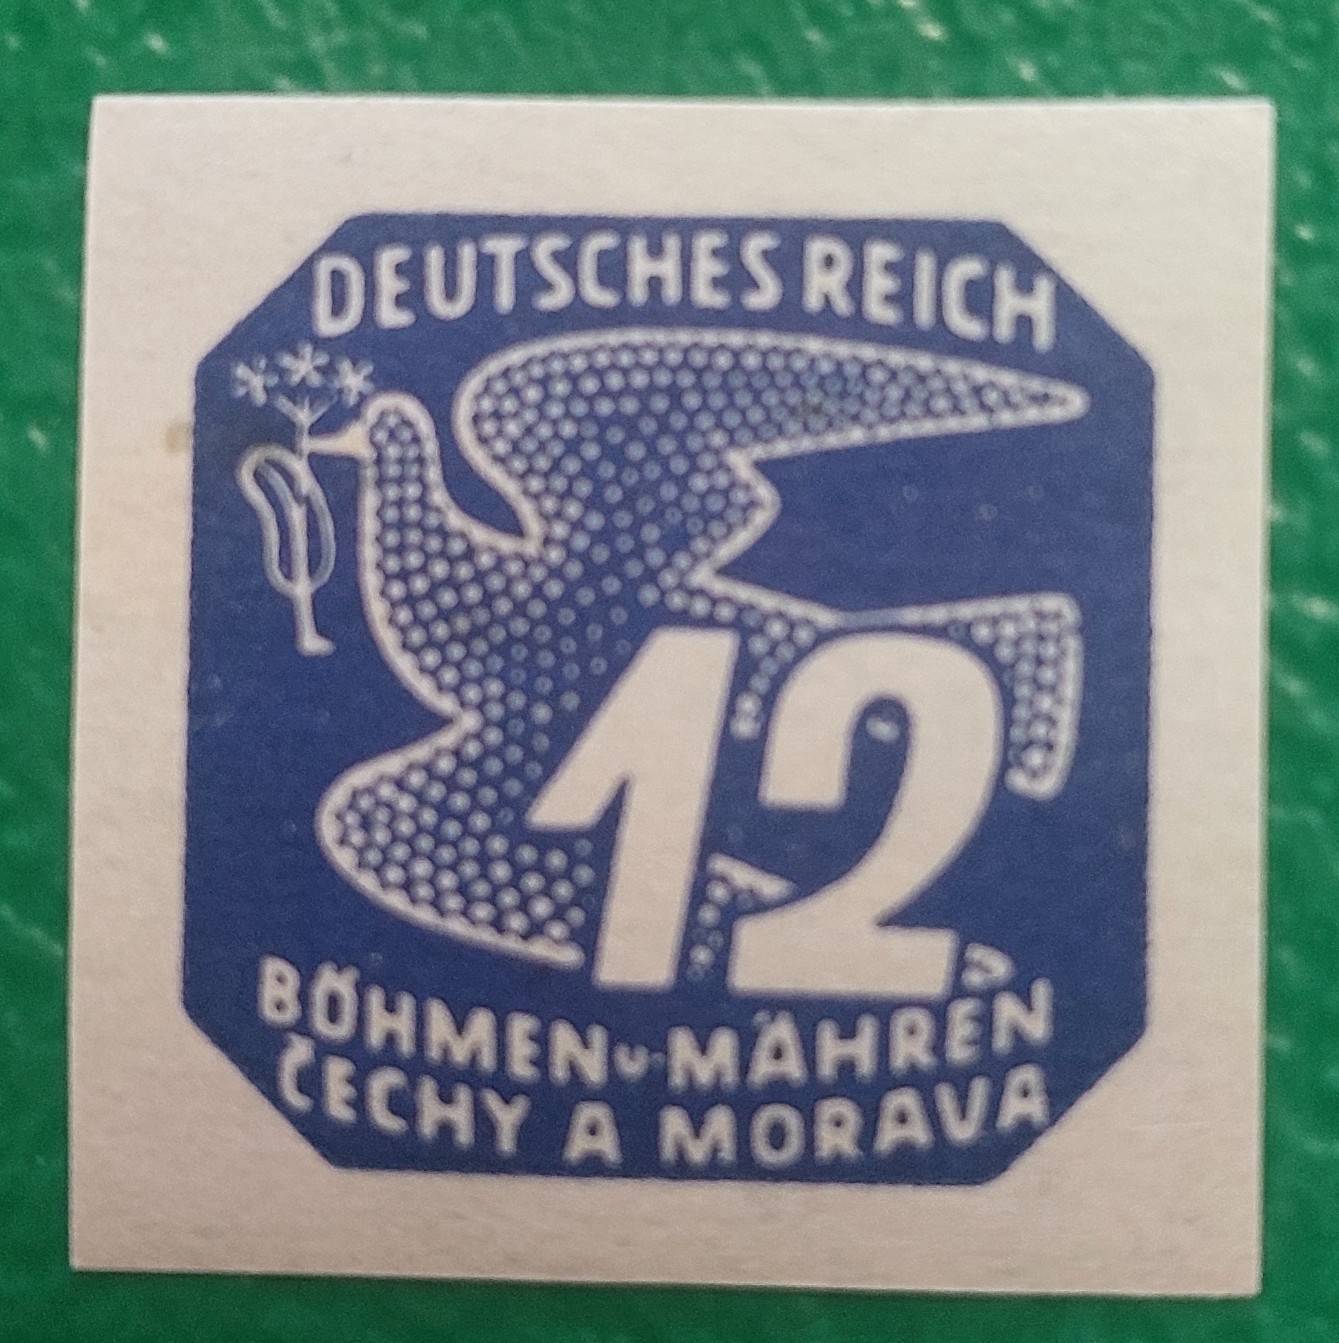 DEUTSCHES REICH
12
BÖHMEN u. MÄHREN
ČECHY A MORAVA